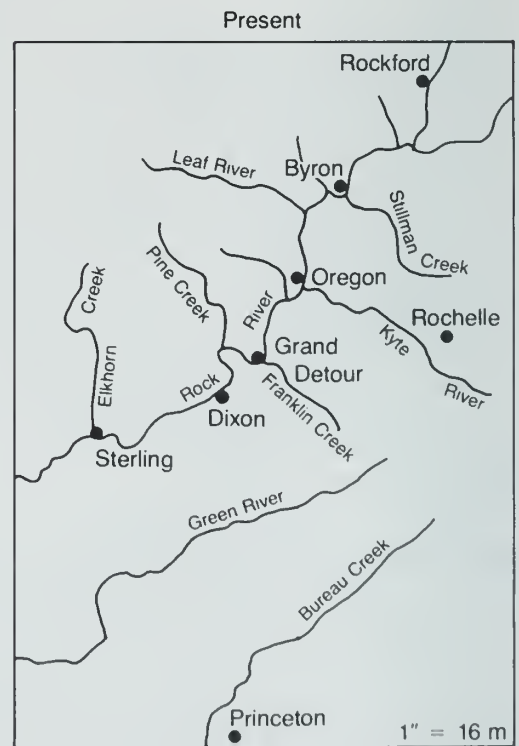 Present
Rockford
Leaf River
Byron
Stillman
Creek
Pine Creek
River
Oregon
Kyte
River
Rochelle
Creek
Elkhorn
Grand
Detour
Rock
Franklin Creek
Dixon
Sterling
Green River
Bureau Creek
Princeton
1" = 16 m